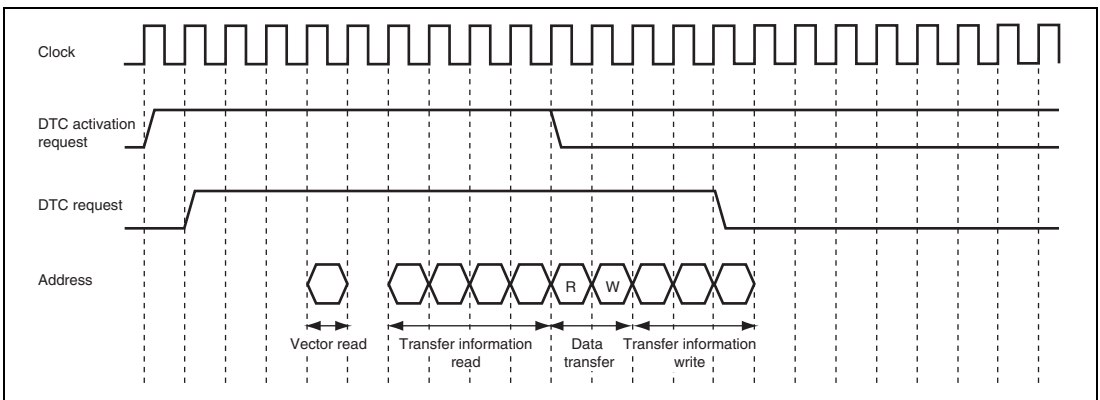 Clock
DTC activation
request
DTC request
Address
R W
Vector read
Transfer information
read
Data
transfer
Transfer information
write